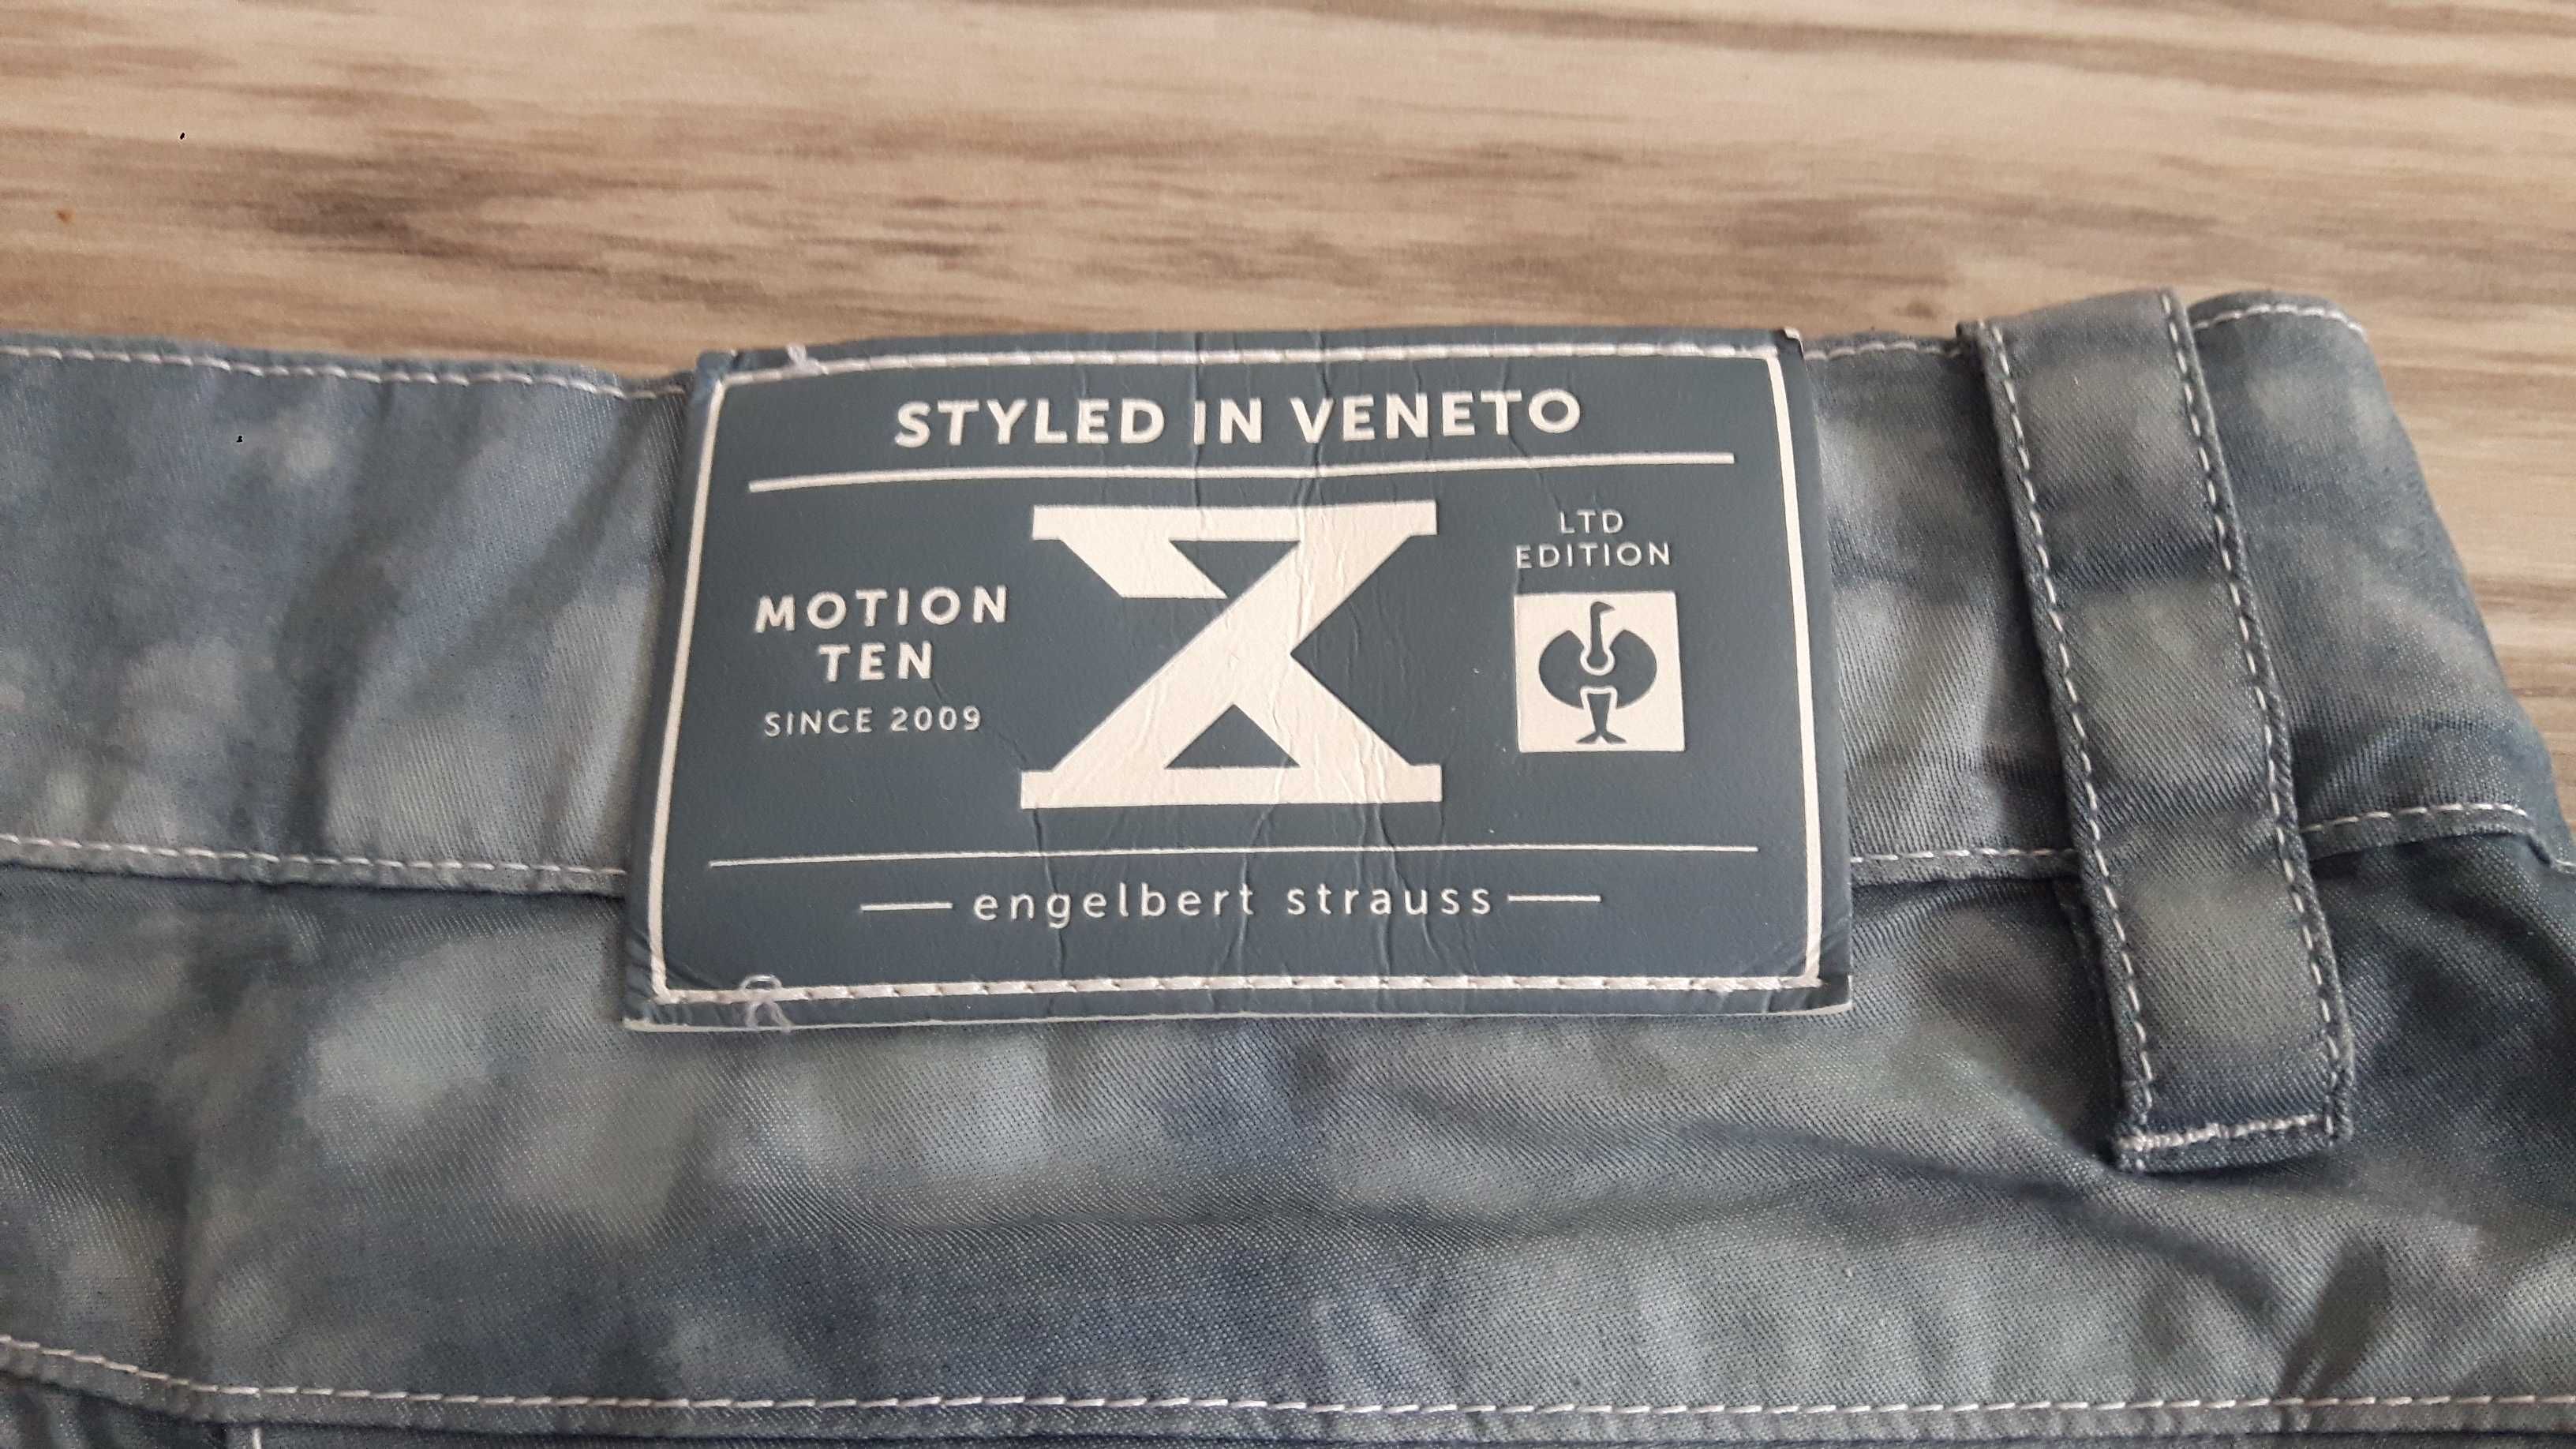 STYLED IN VENETO
MOTION
TEN
SINCE 2009
X
LTD
EDITION
engelbert strauss